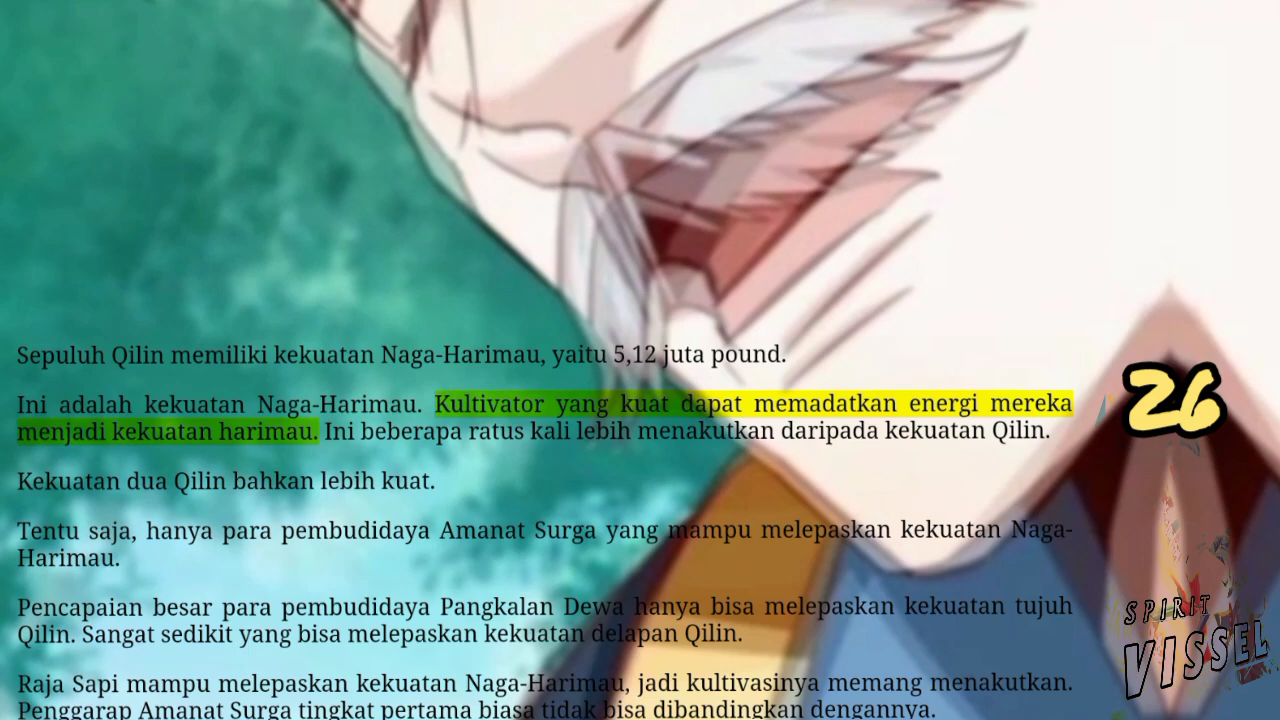 Sepuluh Qilin memiliki kekuatan Naga-Harimau, yaitu 5,12 juta pound.
Ini adalah kekuatan Naga-Harimau. Kultivator yang kuat dapat memadatkan energi mereka
menjadi kekuatan harimau. Ini beberapa ratus kali lebih menakutkan daripada kekuatan Qilin.
Kekuatan dua Qilin bahkan lebih kuat.
Tentu saja, hanya para pembudidaya Amanat Surga yang mampu melepaskan kekuatan Naga-
Harimau.
Pencapaian besar para pembudidaya Pangkalan Dewa hanya bisa melepaskan kekuatan tujuh
Qilin. Sangat sedikit yang bisa melepaskan kekuatan delapan Qilin.
Raja Sapi mampu melepaskan kekuatan Naga-Harimau, jadi kultivasinya memang menakutkan.
Penggarap Amanat Surga tingkat pertama biasa tidak bisa dibandingkan dengannya.
26
SPIRIT
VISSEL